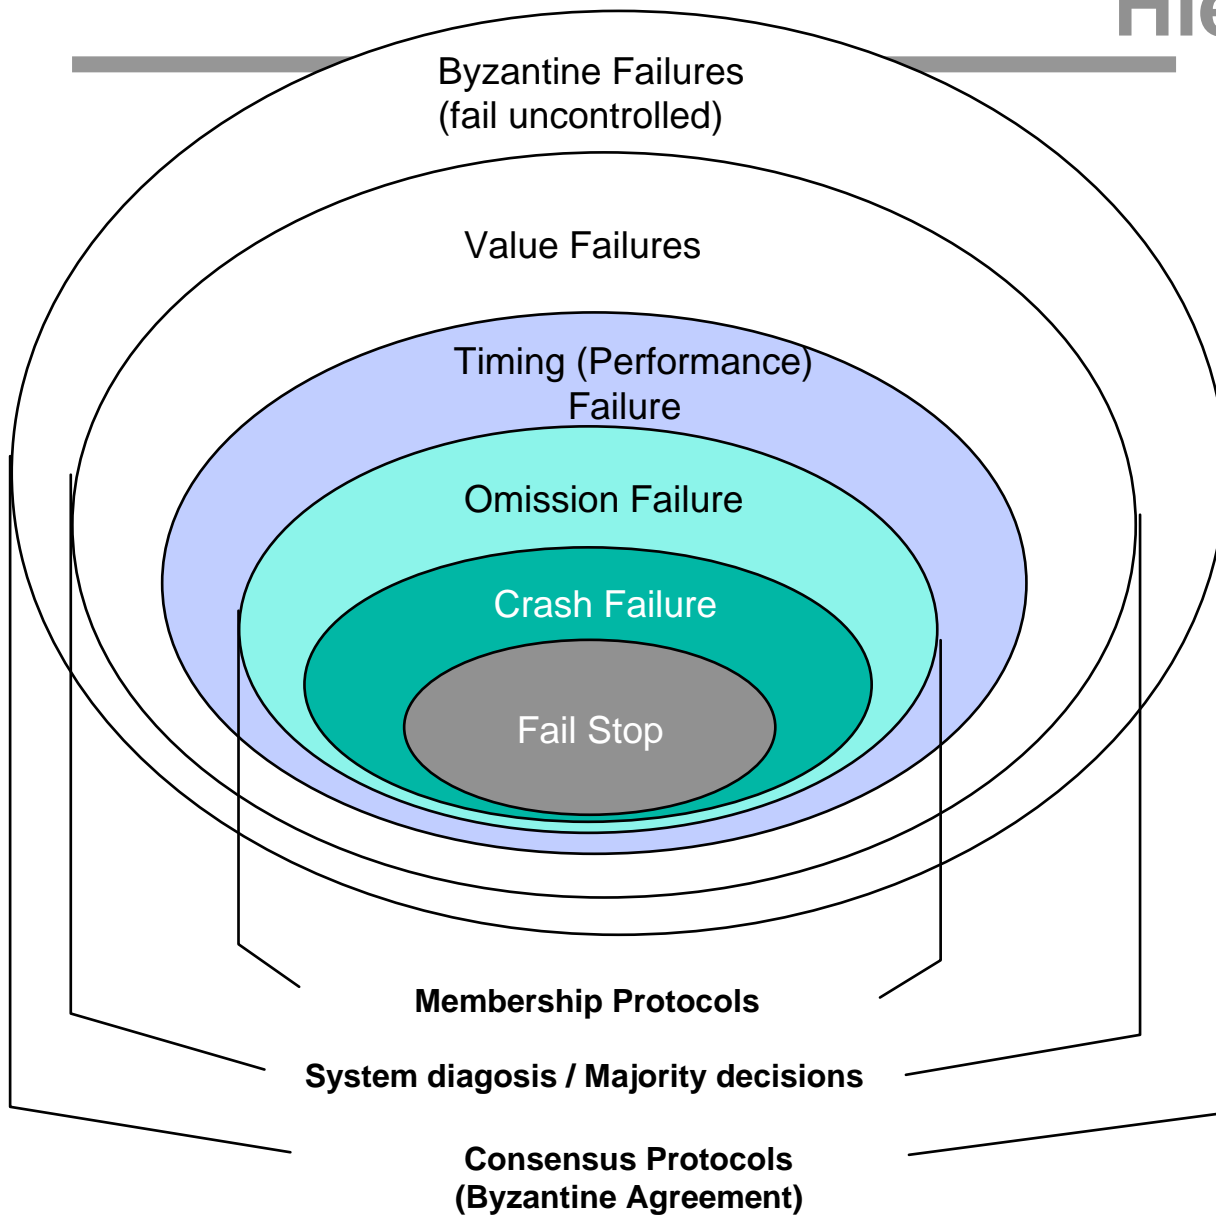 Byzantine Failures
(fail uncontrolled)
Value Failures
Timing (Performance)
Failure
Omission Failure
Crash Failure
Fail Stop
Membership Protocols
System diagosis / Majority decisions
Consensus Protocols
(Byzantine Agreement)